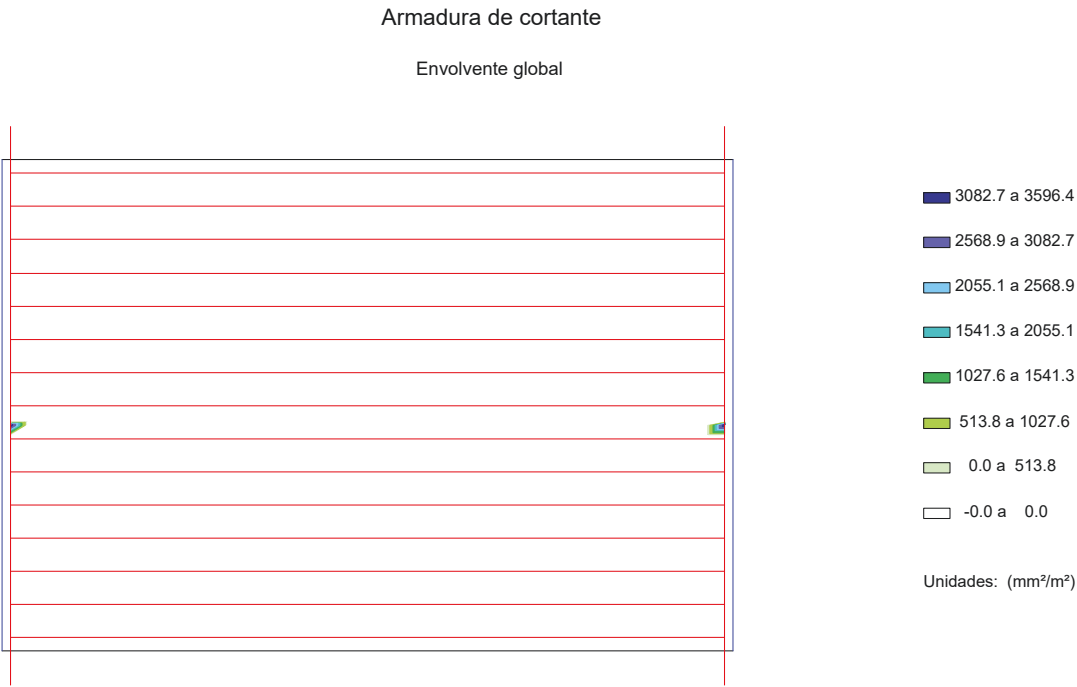 Armadura de cortante
Envolvente global
3082.7 a 3596.4
2568.9 a 3082.7
2055.1 a 2568.9
1541.3 a 2055.1
1027.6 a 1541.3
513.8 a 1027.6
0.0 a 513.8
-0.0 a 0.0
Unidades: (mm²/m²)